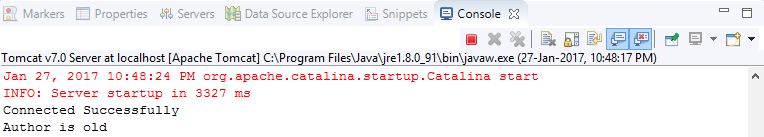 Markers Properties Servers Data Source Explorer Snippets Console
Tomcat v7.0 Server at localhost [Apache Tomcat] C:\Program Files\Java\jre1.8.0_91\bin\javaw.exe (27-Jan-2017, 10:48:17 PM)
Jan 27, 2017 10:48:24 PM org.apache.catalina.startup.Catalina start
INFO: Server startup in 3327 ms
Connected Successfully
Author is old